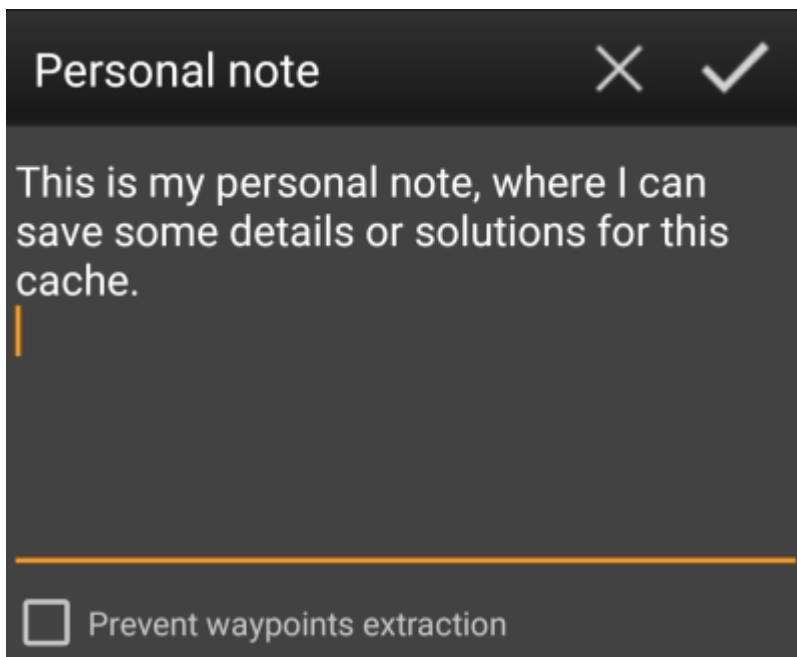 Personal note
This is my personal note, where I can
save some details or solutions for this
cache.
Prevent waypoints extraction